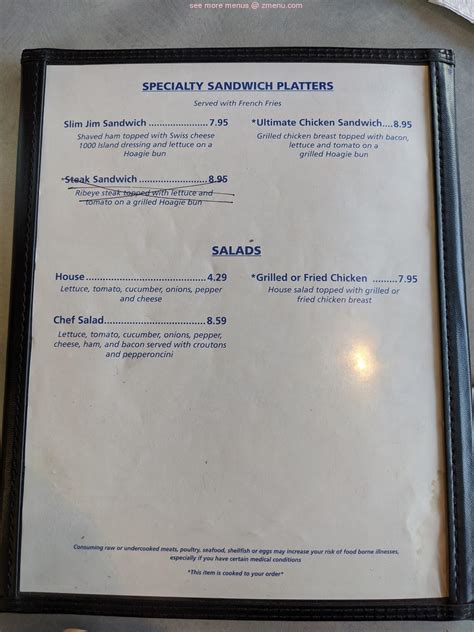 see more menus @ zmenu.com
SPECIALTY SANDWICH PLATTERS
Served with French Fries
Slim Jim Sandwich ......................7.95
Shaved ham topped with Swiss cheese
1000 Island dressing and lettuce on a
Hoagie bun
*Steak Sandwich .........................8.95
Ribeye steak topped with lettuce and
tomato on a grilled Hoagie bun
*Ultimate Chicken Sandwich....8.95
Grilled chicken breast topped with bacon,
lettuce and tomato on a
grilled Hoagie bun
SALADS
House...................................4.29
Lettuce, tomato, cucumber, onions, pepper
and cheese
Chef Salad.............................8.59
Lettuce, tomato, cucumber, onions, pepper,
cheese, ham, and bacon served with croutons
and pepperoncini
*Grilled or Fried Chicken .........7.95
House salad topped with grilled or
fried chicken breast
Consuming raw or undercooked meats, poultry, seafood, shellfish or eggs may increase your risk of food borne illnesses,
especially if you have certain medical conditions
*This item is cooked to your order*